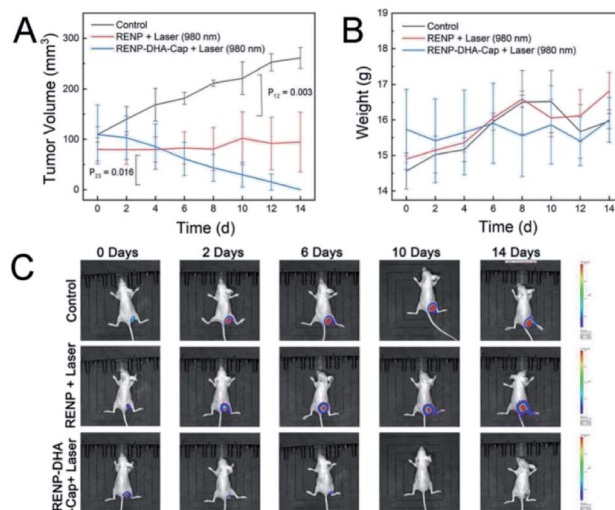 A
Control
RENP + Laser (980 nm)
RENP-DHA-Cap + Laser (980 nm)
Tumor Volume (mm³)
300
200
100
0
P₁₂ = 0.003
P₂₃ = 0.016
0 2 4 6 8 10 12 14
Time (d)
B
Control
RENP + Laser (980 nm)
RENP-DHA-Cap + Laser (980 nm)
Weight (g)
18
17
16
15
14
13
0 2 4 6 8 10 12 14
Time (d)
C
0 Days 2 Days 6 Days 10 Days 14 Days
Control
RENP + Laser
RENP-DHA
-Cap+ Laser